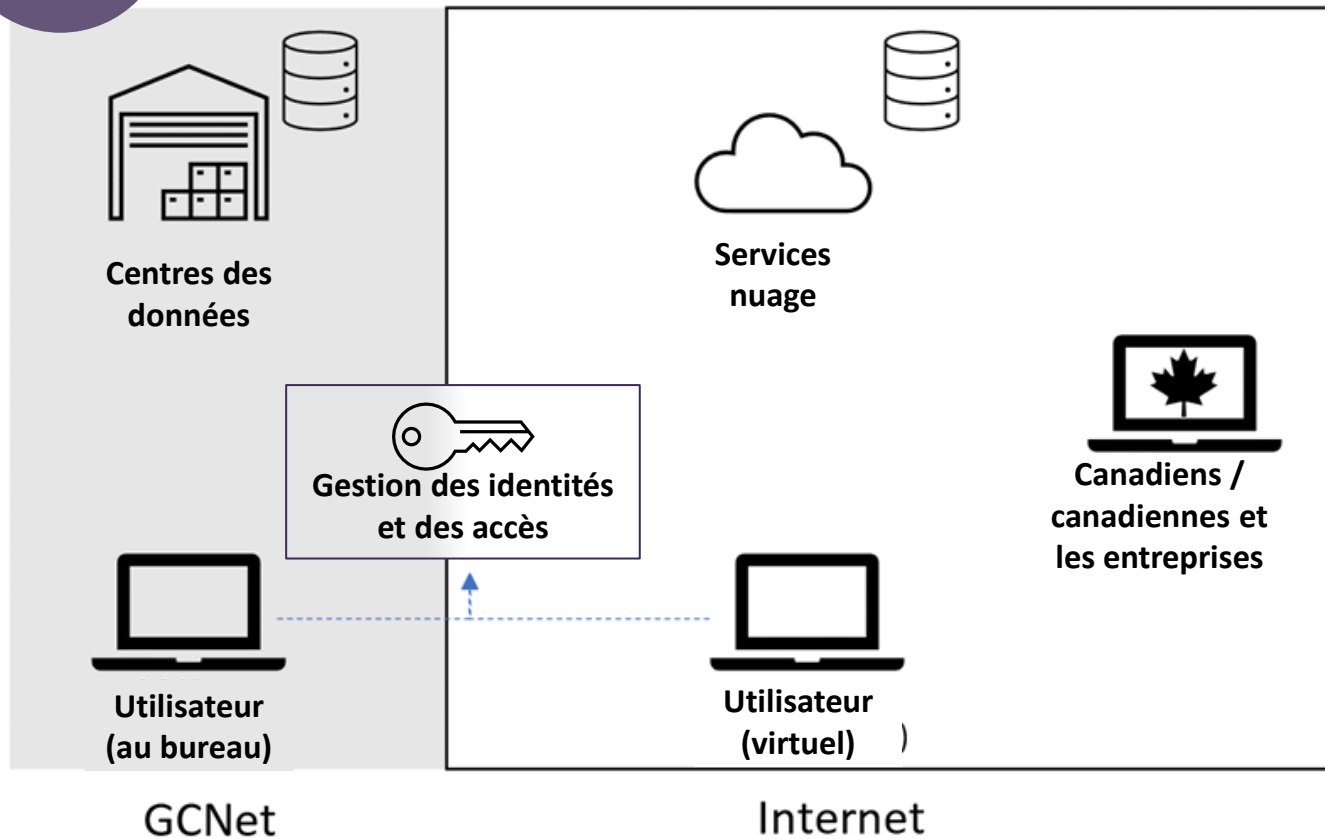 Centres des
données
Services
nuage
Canadiens /
canadiennes et
les entreprises
Gestion des identités
et des accès
Utilisateur
(au bureau)
Utilisateur
(virtuel)
GCNet
Internet